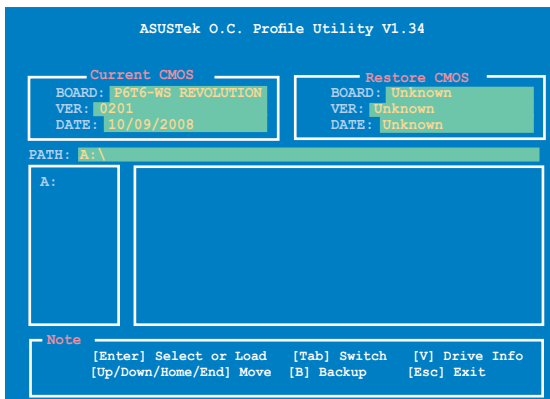 ASUSTek O.C. Profile Utility V1.34
Current CMOS
BOARD: P6T6-WS REVOLUTION
VER: 0201
DATE: 10/09/2008
Restore CMOS
BOARD: Unknown
VER: Unknown
DATE: Unknown
PATH: A:\
A:
Note
[Enter] Select or Load [Tab] Switch [V] Drive Info
[Up/Down/Home/End] Move [B] Backup [Esc] Exit